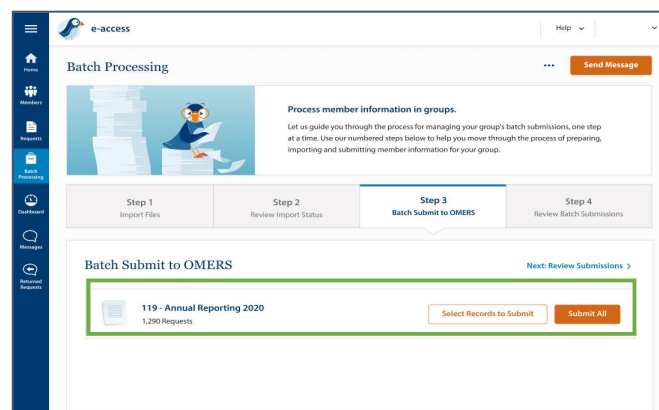 e-access
Help
Home
Members
Requests
Batch
Processing
Dashboard
Messages
Returned
Requests
Batch Processing
...
Send Message
Process member information in groups.
Let us guide you through the process for managing your group's batch submissions, one step
at a time. Use our numbered steps below to help you move through the process of preparing,
importing and submitting member information for your group.
Step 1
Import Files
Step 2
Review Import Status
Step 3
Batch Submit to OMERS
Step 4
Review Batch Submissions
Batch Submit to OMERS
Next: Review Submissions >
119 - Annual Reporting 2020
1,290 Requests
Select Records to Submit
Submit All